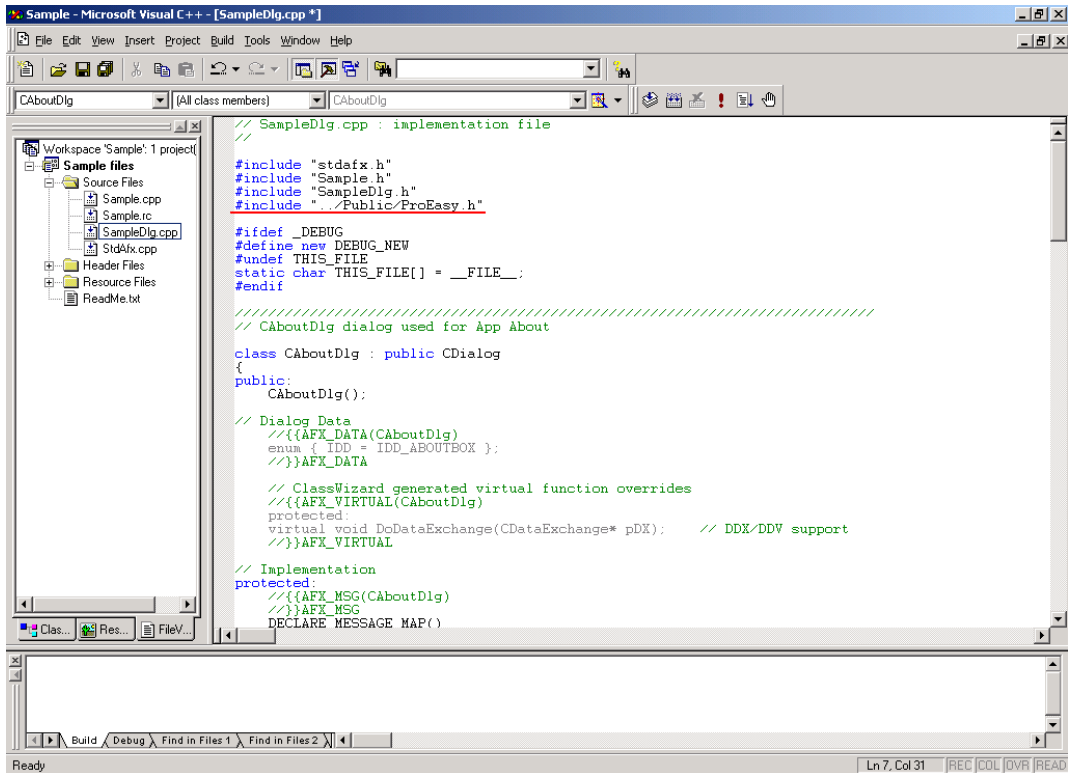 Sample - Microsoft Visual C++ - [SampleDlg.cpp *]
File Edit View Insert Project Build Tools Window Help
CAboutDlg (All class members) CAboutDlg
Workspace 'Sample': 1 project(
Sample files
Source Files
Sample.cpp
Sample.rc
SampleDlg.cpp
StdAfx.cpp
Header Files
Resource Files
ReadMe.txt
Clas... Res... FileV...
// SampleDlg.cpp : implementation file
//
#include "stdafx.h"
#include "Sample.h"
#include "SampleDlg.h"
#include "../Public/ProEasy.h"
#ifdef _DEBUG
#define new DEBUG_NEW
#undef THIS_FILE
static char THIS_FILE[] = __FILE__;
#endif
/////////////////////////////////////////////////////////////////////////////
// CAboutDlg dialog used for App About
class CAboutDlg : public CDialog
{
public:
CAboutDlg();
// Dialog Data
//{{AFX_DATA(CAboutDlg)
enum { IDD = IDD_ABOUTBOX };
//}}AFX_DATA
// ClassWizard generated virtual function overrides
//{{AFX_VIRTUAL(CAboutDlg)
protected:
virtual void DoDataExchange(CDataExchange* pDX);    // DDX/DDV support
//}}AFX_VIRTUAL
// Implementation
protected:
//{{AFX_MSG(CAboutDlg)
//}}AFX_MSG
DECLARE_MESSAGE_MAP()
Build Debug Find in Files 1 Find in Files 2
Ready Ln 7, Col 31 REC COL OVR READ